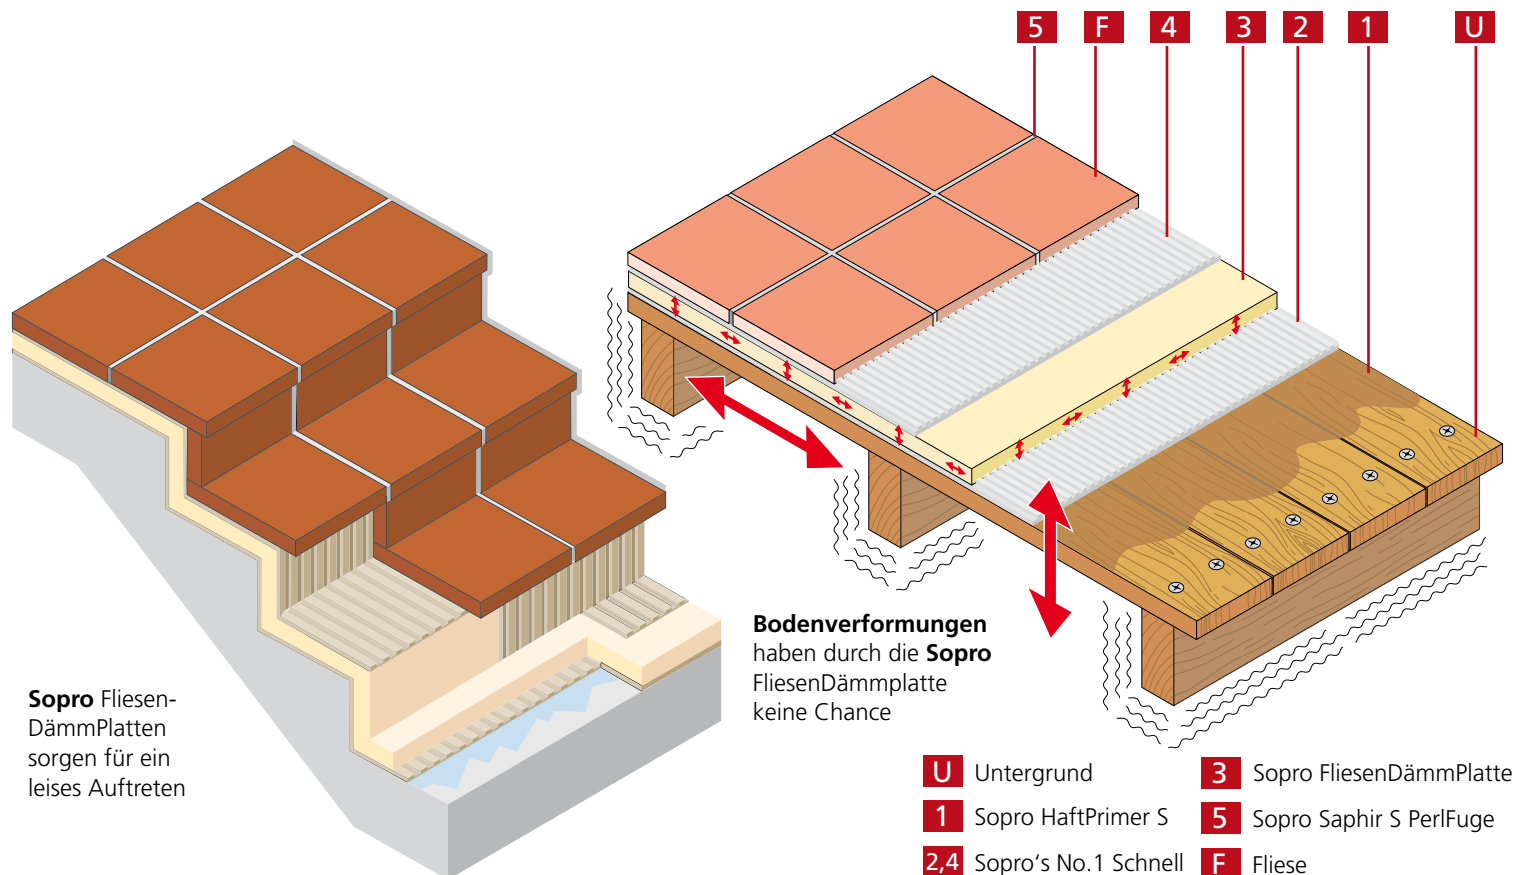 5 F 4 3 2 1 U
Sopro Fliesen-
DämmPlatten
sorgen für ein
leises Auftreten
Bodenverformungen
haben durch die Sopro
FliesenDämmplatte
keine Chance
U Untergrund
1 Sopro HaftPrimer S
2,4 Sopro's No.1 Schnell
3 Sopro FliesenDämmPlatte
5 Sopro Saphir S PerlFuge
F Fliese